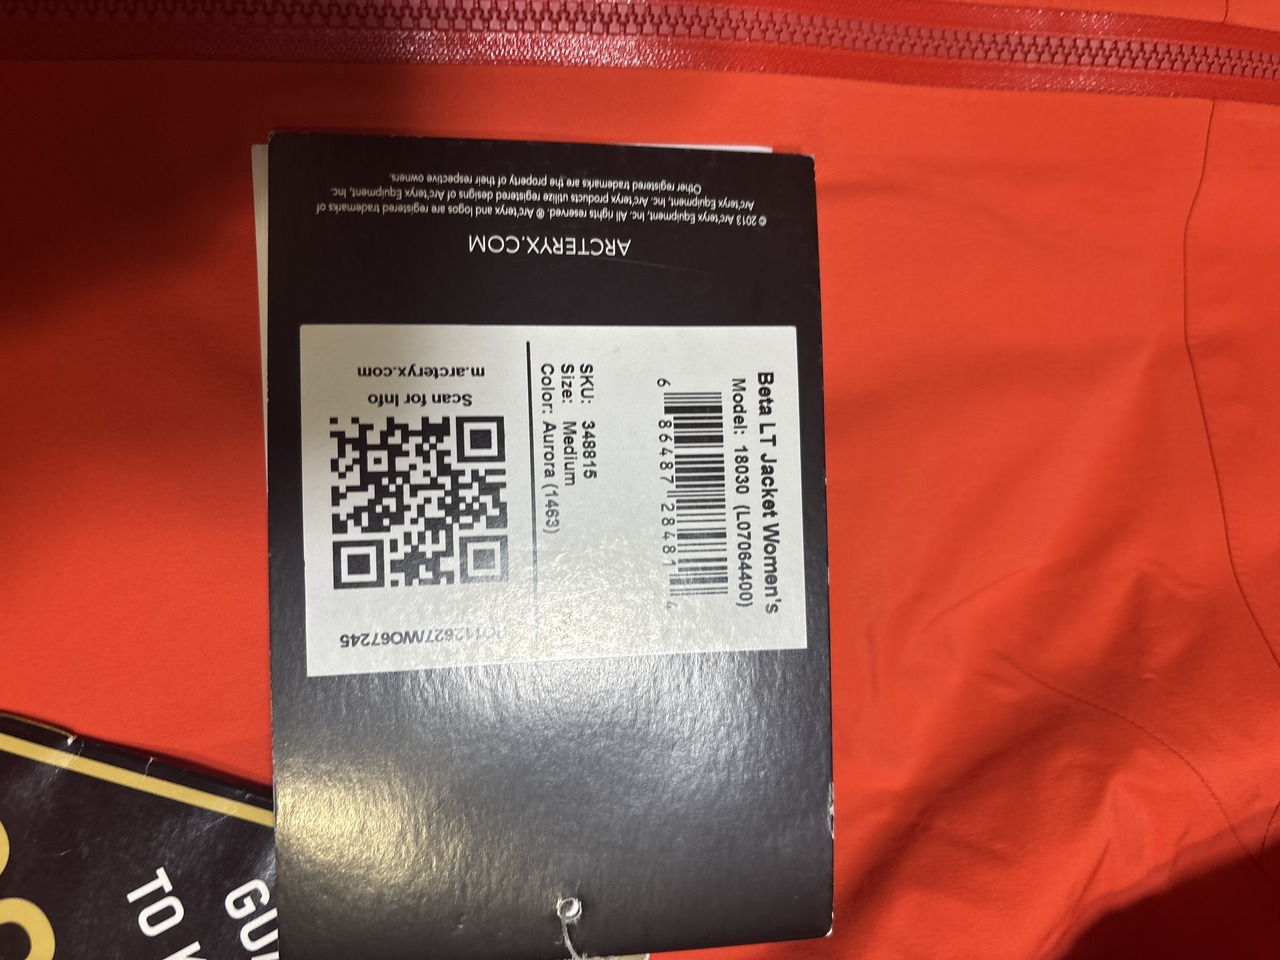 © 2013 Arc'teryx Equipment, Inc. All rights reserved. ® Arc'teryx and logos are registered trademarks of
Arc'teryx Equipment, Inc. Arc'teryx products utilize registered designs of Arc'teryx Equipment, Inc.
Other registered trademarks are the property of their respective owners.
ARCTERYX.COM
Beta LT Jacket Women's
Model: 18030 (L07064400)
6 86487 28481 4
SKU: 348815
Size: Medium
Color: Aurora (1463)
m.arcteryx.com
Scan for Info
PO112627/WO67245
TO